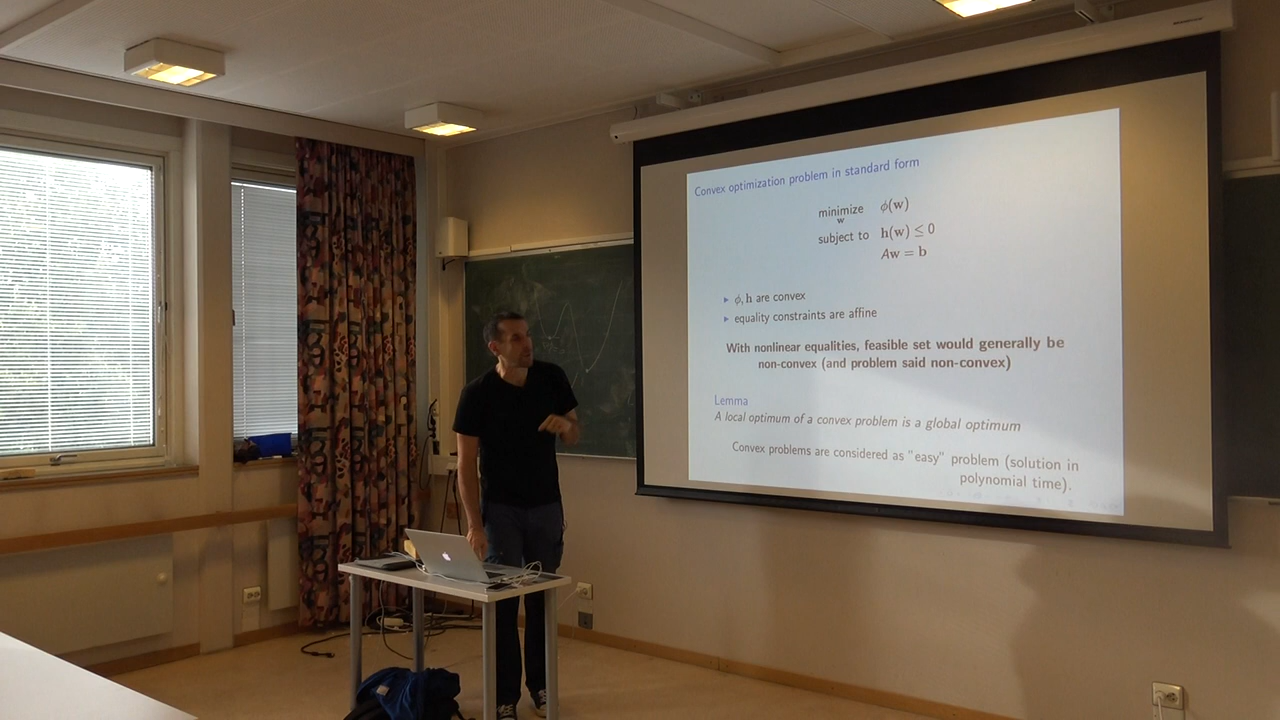 Convex optimization problem in standard form
minimize ϕ(w)
w
subject to h(w) ≤ 0
Aw = b
▸ ϕ, h are convex
▸ equality constraints are affine
With nonlinear equalities, feasible set would generally be
non-convex (and problem said non-convex)
Lemma
A local optimum of a convex problem is a global optimum
Convex problems are considered as "easy" problem (solution in
polynomial time).